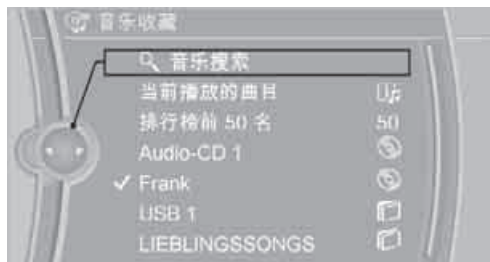 音乐收藏
音乐搜索
当前播放的曲目
排行榜前 50 名 50
Audio-CD 1
Frank
USB 1
LIEBLINGSSONGS